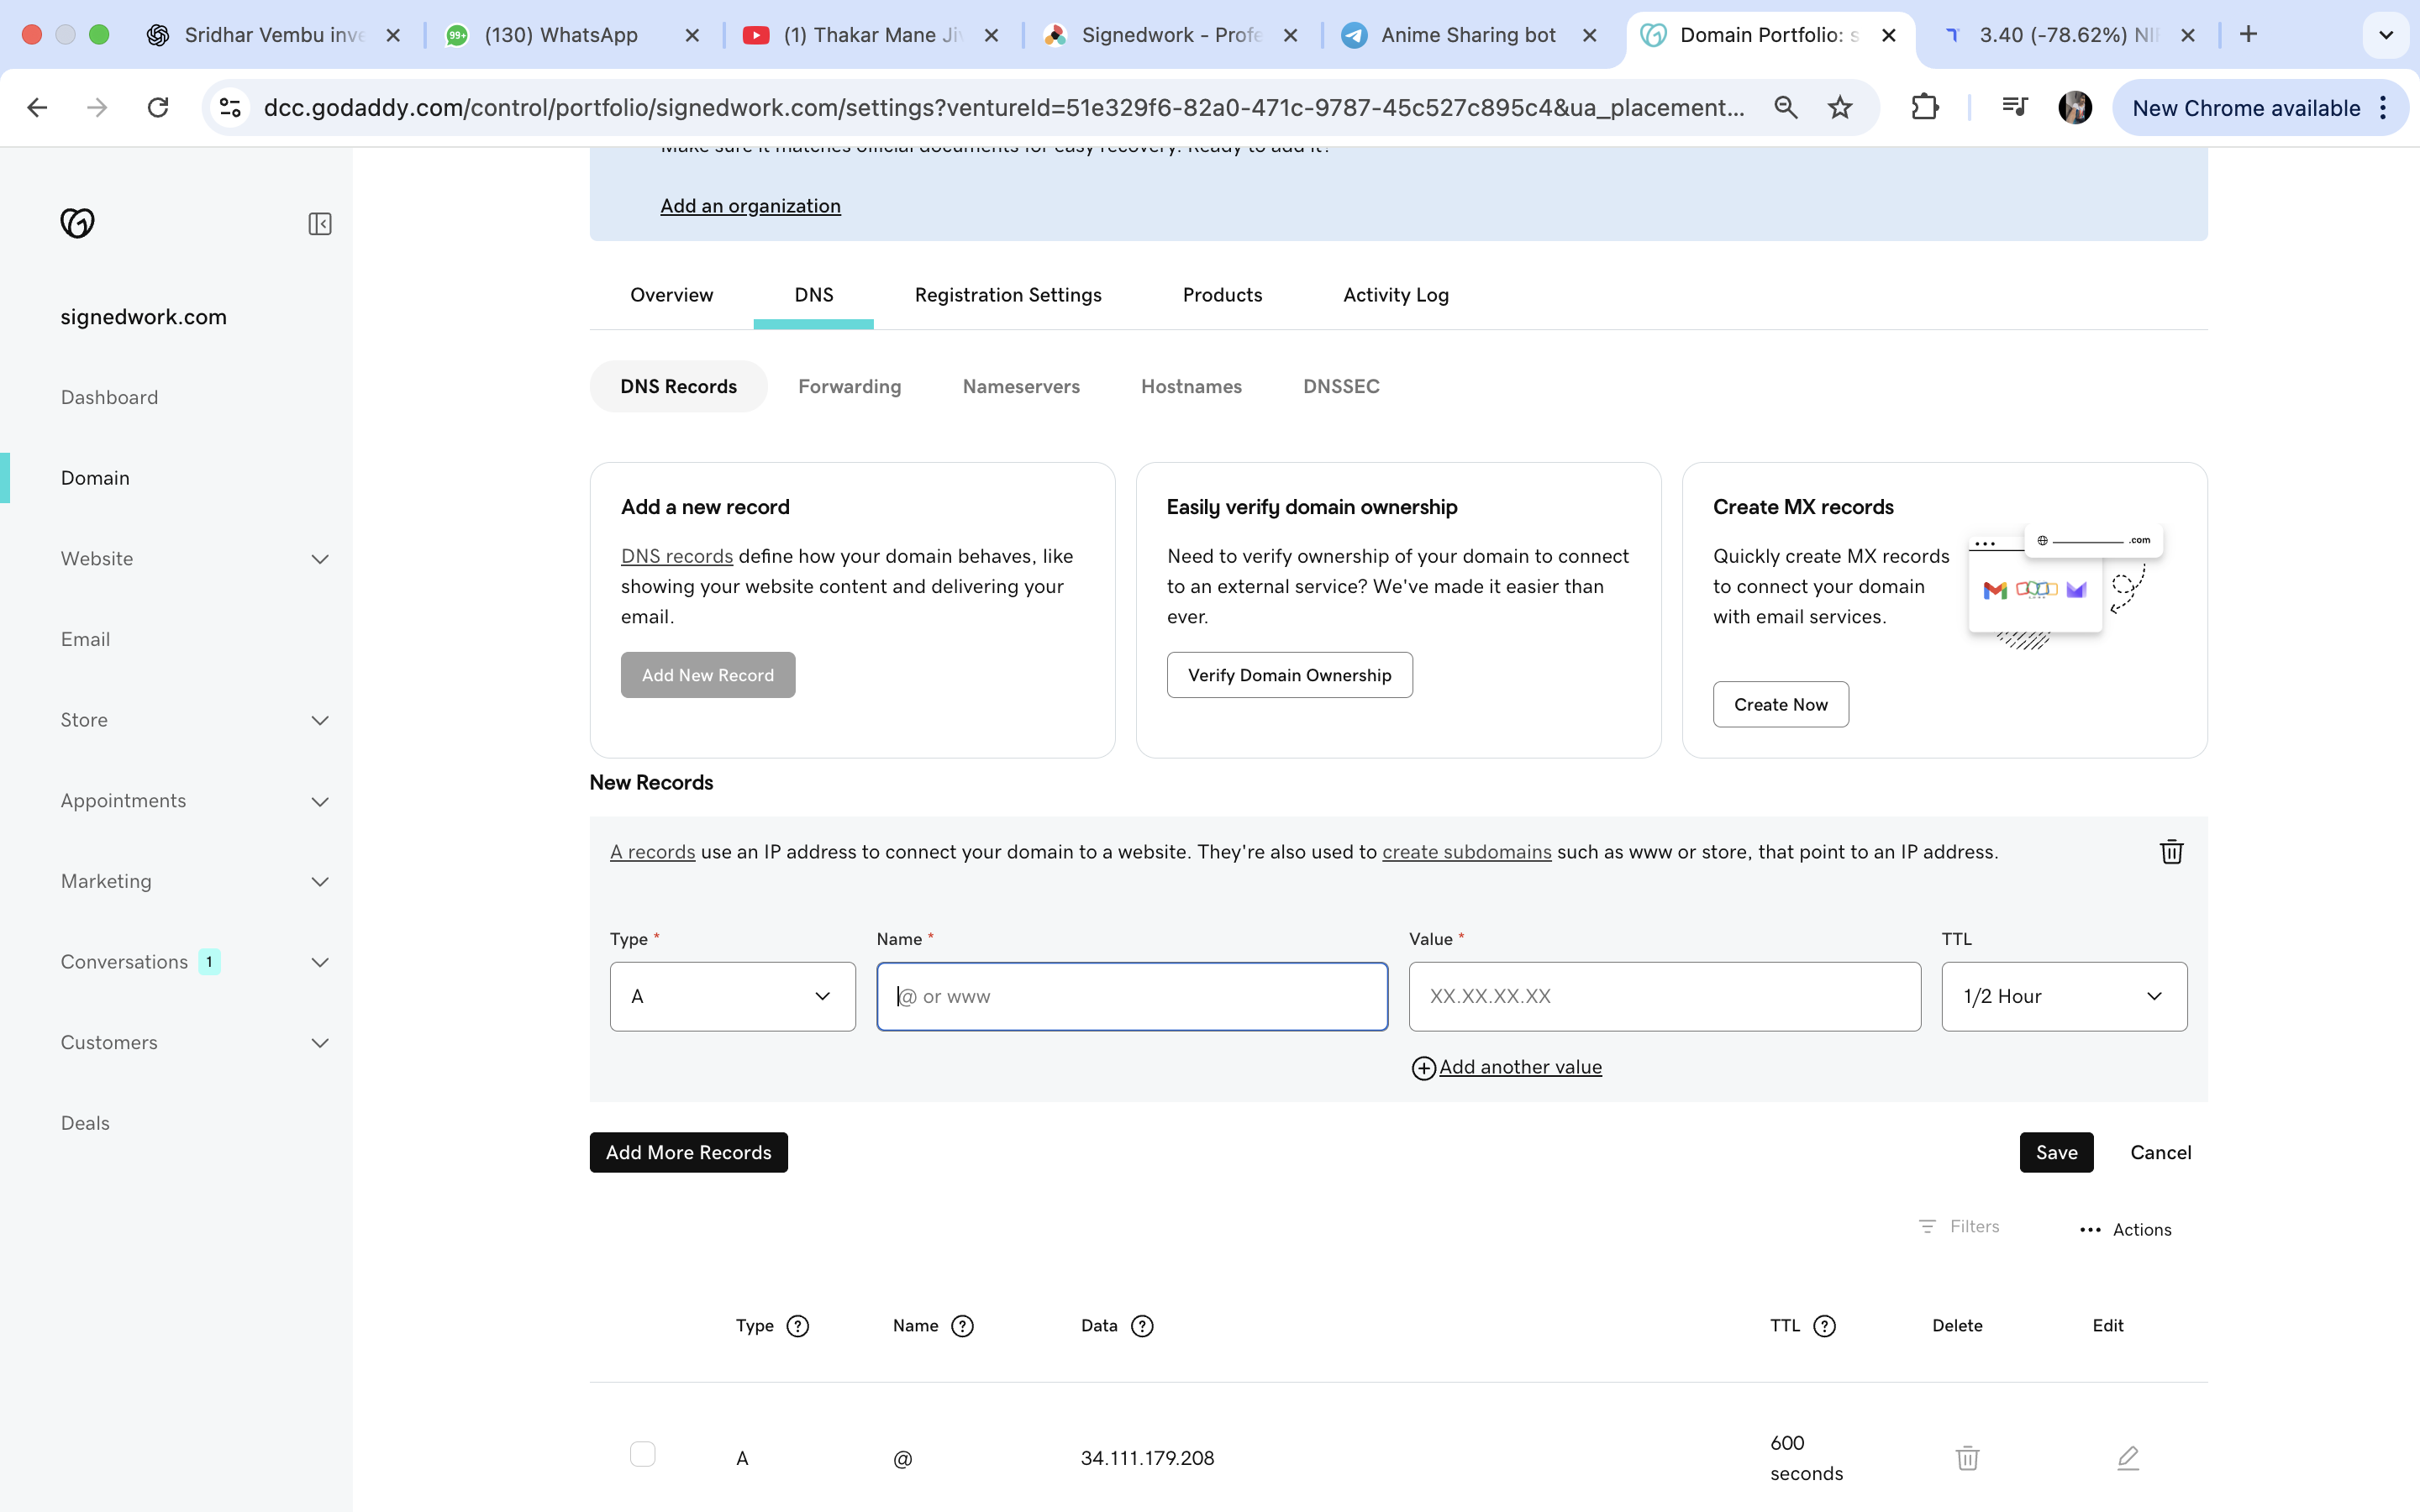 Sridhar Vembu inve
99+
(130) WhatsApp
(1) Thakar Mane Ji
Signedwork - Profe
Anime Sharing bot
Domain Portfolio: s
3.40 (-78.62%) NI
dcc.godaddy.com/control/portfolio/signedwork.com/settings?ventureId=51e329f6-82a0-471c-9787-45c527c895c4&ua_placement...
New Chrome available
Make sure it matches official documents for easy recovery. Ready to add it?
Add an organization
signedwork.com
Dashboard
Domain
Website
Email
Store
Appointments
Marketing
Conversations 1
Customers
Deals
Overview
DNS
Registration Settings
Products
Activity Log
DNS Records
Forwarding
Nameservers
Hostnames
DNSSEC
Add a new record
DNS records define how your domain behaves, like
showing your website content and delivering your
email.
Add New Record
Easily verify domain ownership
Need to verify ownership of your domain to connect
to an external service? We've made it easier than
ever.
Verify Domain Ownership
Create MX records
Quickly create MX records
to connect your domain
with email services.
.com
Create Now
New Records
A records use an IP address to connect your domain to a website. They're also used to create subdomains such as www or store, that point to an IP address.
Type *
Name *
Value *
TTL
A
@ or www
XX.XX.XX.XX
1/2 Hour
Add another value
Add More Records
Save
Cancel
Filters
Actions
Type
Name
Data
TTL
Delete
Edit
A
@
34.111.179.208
600
seconds